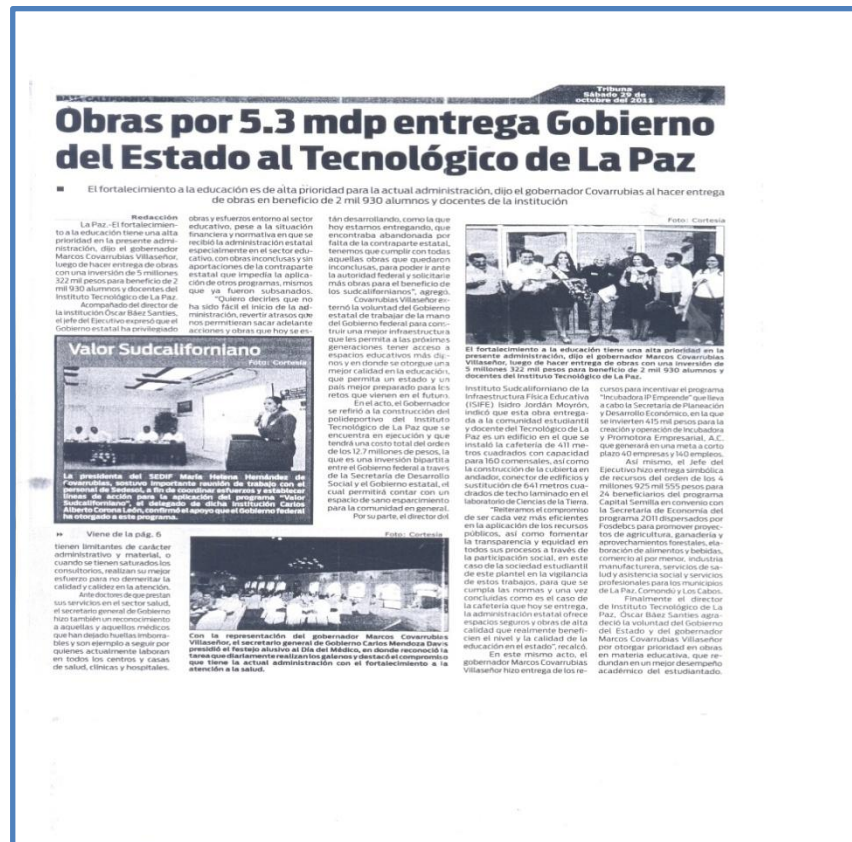 BAJA CALIFORNIA
Tribuna
Sábado 29 de
octubre del 2011
7
Obras por 5.3 mdp entrega Gobierno
del Estado al Tecnológico de La Paz
El fortalecimiento a la educación es de alta prioridad para la actual administración, dijo el gobernador Covarrubias al hacer entrega
de obras en beneficio de 2 mil 930 alumnos y docentes de la institución
Redacción
La Paz.-El fortalecimien-
to a la educación tiene una alta
prioridad en la presente admi-
nistración, dijo el gobernador
Marcos Covarrubias Villaseñor,
luego de hacer entrega de obras
con una inversión de 5 millones
322 mil pesos para beneficio de 2
mil 930 alumnos y docentes del
Instituto Tecnológico de La Paz.
Acompañado del director de
la institución Óscar Báez Santies,
el jefe del Ejecutivo expresó que el
Gobierno estatal ha privilegiado
obras y esfuerzos entorno al sector
educativo, pese a la situación
financiera y normativa en que se
recibió la administración estatal
especialmente en el sector edu-
cativo, con obras inconclusas y sin
aportaciones de la contraparte
estatal que impedía la aplica-
ción de otros programas, mismos
que ya fueron subsanados.
"Quiero decirles que no
ha sido fácil el inicio de la ad-
ministración, revertir atrasos que
nos permitieran sacar adelante
acciones y obras que hoy se es-
tán desarrollando, como la que
hoy estamos entregando, que
encontraba abandonada por
falta de la contraparte estatal,
tenemos que cumplir con todas
aquellas obras que quedaron
inconclusas, para poder ir ante
la autoridad federal y solicitarle
más obras para el beneficio de
los sudcalifornianos", agregó.
Covarrubias Villaseñor ex-
ternó la voluntad del Gobierno
estatal de trabajar de la mano
del Gobierno federal para cons-
truir una mejor infraestructura
que les permita a las próximas
generaciones tener acceso a
espacios educativos más dig-
nos y en donde se otorgue una
mejor calidad en la educación,
que permita un estado y un
país mejor preparado para los
retos que vienen en el futuro.
En el acto, el Gobernador
se refirió a la construcción del
polideportivo del Instituto
Tecnológico de La Paz que se
encuentra en ejecución y que
tendrá una costo total del orden
de los 12.7 millones de pesos, la
que es una inversión bipartita
entre el Gobierno federal a través
de la Secretaría de Desarrollo
Social y el Gobierno estatal, el
cual permitirá contar con un
espacio de sano esparcimiento
para la comunidad en general.
Por su parte, el director del
Foto: Cortesía
El fortalecimiento a la educación tiene una alta prioridad en la
presente administración, dijo el gobernador Marcos Covarrubias
Villaseñor, luego de hacer entrega de obras con una inversión de
5 millones 322 mil pesos para beneficio de 2 mil 930 alumnos y
docentes del Instituto Tecnológico de La Paz.
Instituto Sudcaliforniano de la
Infraestructura Física Educativa
(ISIFE) Isidro Jordán Moyrón,
indicó que esta obra entrega-
da a la comunidad estudiantil
y docente del Tecnológico de La
Paz es un edificio en el que se
instaló la cafetería de 411 me-
tros cuadrados con capacidad
para 160 comensales, así como
la construcción de la cubierta en
andador, conector de edificios y
sustitución de 641 metros cua-
drados de techo laminado en el
laboratorio de Ciencias de la Tierra.
"Reiteramos el compromiso
de ser cada vez más eficientes
en la aplicación de los recursos
públicos, así como fomentar
la transparencia y equidad en
todos sus procesos a través de
la participación social, en este
caso de la sociedad estudiantil
de este plantel en la vigilancia
de estos trabajos, para que se
cumpla las normas y una vez
concluidas como es el caso de
la cafetería que hoy se entrega,
la administración estatal ofrece
espacios seguros y obras de alta
calidad que realmente benefi-
cien el nivel y la calidad de la
educación en el estado", recalcó.
En este mismo acto, el
gobernador Marcos Covarrubias
Villaseñor hizo entrega de los re-
cursos para incentivar el programa
"Incubadora IP Emprende" que lleva
a cabo la Secretaría de Planeación
y Desarrollo Económico, en la que
se invierten 415 mil pesos para la
creación y operación de Incubadora
y Promotora Empresarial, A.C.
que generará en una meta a corto
plazo 40 empresas y 140 empleos.
Así mismo, el Jefe del
Ejecutivo hizo entrega simbólica
de recursos del orden de los 4
millones 925 mil 555 pesos para
24 beneficiarios del programa
Capital Semilla en convenio con
la Secretaría de Economía del
programa 2011 dispersados por
Fosdebcs para promover proyec-
tos de agricultura, ganadería y
aprovechamientos forestales, ela-
boración de alimentos y bebidas,
comercio al por menor, industria
manufacturera, servicios de sa-
lud y asistencia social y servicios
profesionales para los municipios
de La Paz, Comondú y Los Cabos.
Finalmente el director
de Instituto Tecnológico de La
Paz, Óscar Báez Santies agra-
deció la voluntad del Gobierno
del Estado y del gobernador
Marcos Covarrubias Villaseñor
por otorgar prioridad en obras
en materia educativa, que re-
dundan en un mejor desempeño
académico del estudiantado.
Valor Sudcaliforniano
Foto: Cortesía
La presidenta del SEDIF María Helena Hernández de
Covarrubias, sostuvo importante reunión de trabajo con el
personal de Sedesol, a fin de coordinar esfuerzos y establecer
líneas de acción para la aplicación del programa "Valor
Sudcaliforniano", el delegado de dicha institución Carlos
Alberto Corona León, confirmó el apoyo que el Gobierno federal
ha otorgado a este programa.
Viene de la pág. 6
tienen limitantes de carácter
administrativo y material, o
cuando se tienen saturados los
consultorios, realizan su mejor
esfuerzo para no demeritar la
calidad y calidez en la atención.
Ante doctores de que prestan
sus servicios en el sector salud,
el secretario general de Gobierno
hizo también un reconocimiento
a aquellas y aquellos médicos
que han dejado huellas imborra-
bles y son ejemplo a seguir por
quienes actualmente laboran
en todos los centros y casas
de salud, clínicas y hospitales.
Foto: Cortesía
Con la representación del gobernador Marcos Covarrubias
Villaseñor, el secretario general de Gobierno Carlos Mendoza Davis
presidió el festejo alusivo al Día del Médico, en donde reconoció la
tarea que diariamente realizan los galenos y destacó el compromiso
que tiene la actual administración con el fortalecimiento a la
atención a la salud.